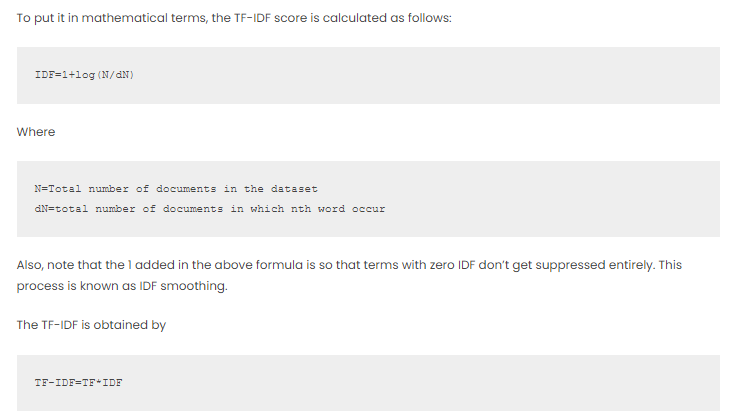 To put it in mathematical terms, the TF-IDF score is calculated as follows:
IDF=1+log(N/dN)
Where
N=Total number of documents in the dataset
dN=total number of documents in which nth word occur
Also, note that the 1 added in the above formula is so that terms with zero IDF don’t get suppressed entirely. This
process is known as IDF smoothing.
The TF-IDF is obtained by
TF-IDF=TF*IDF